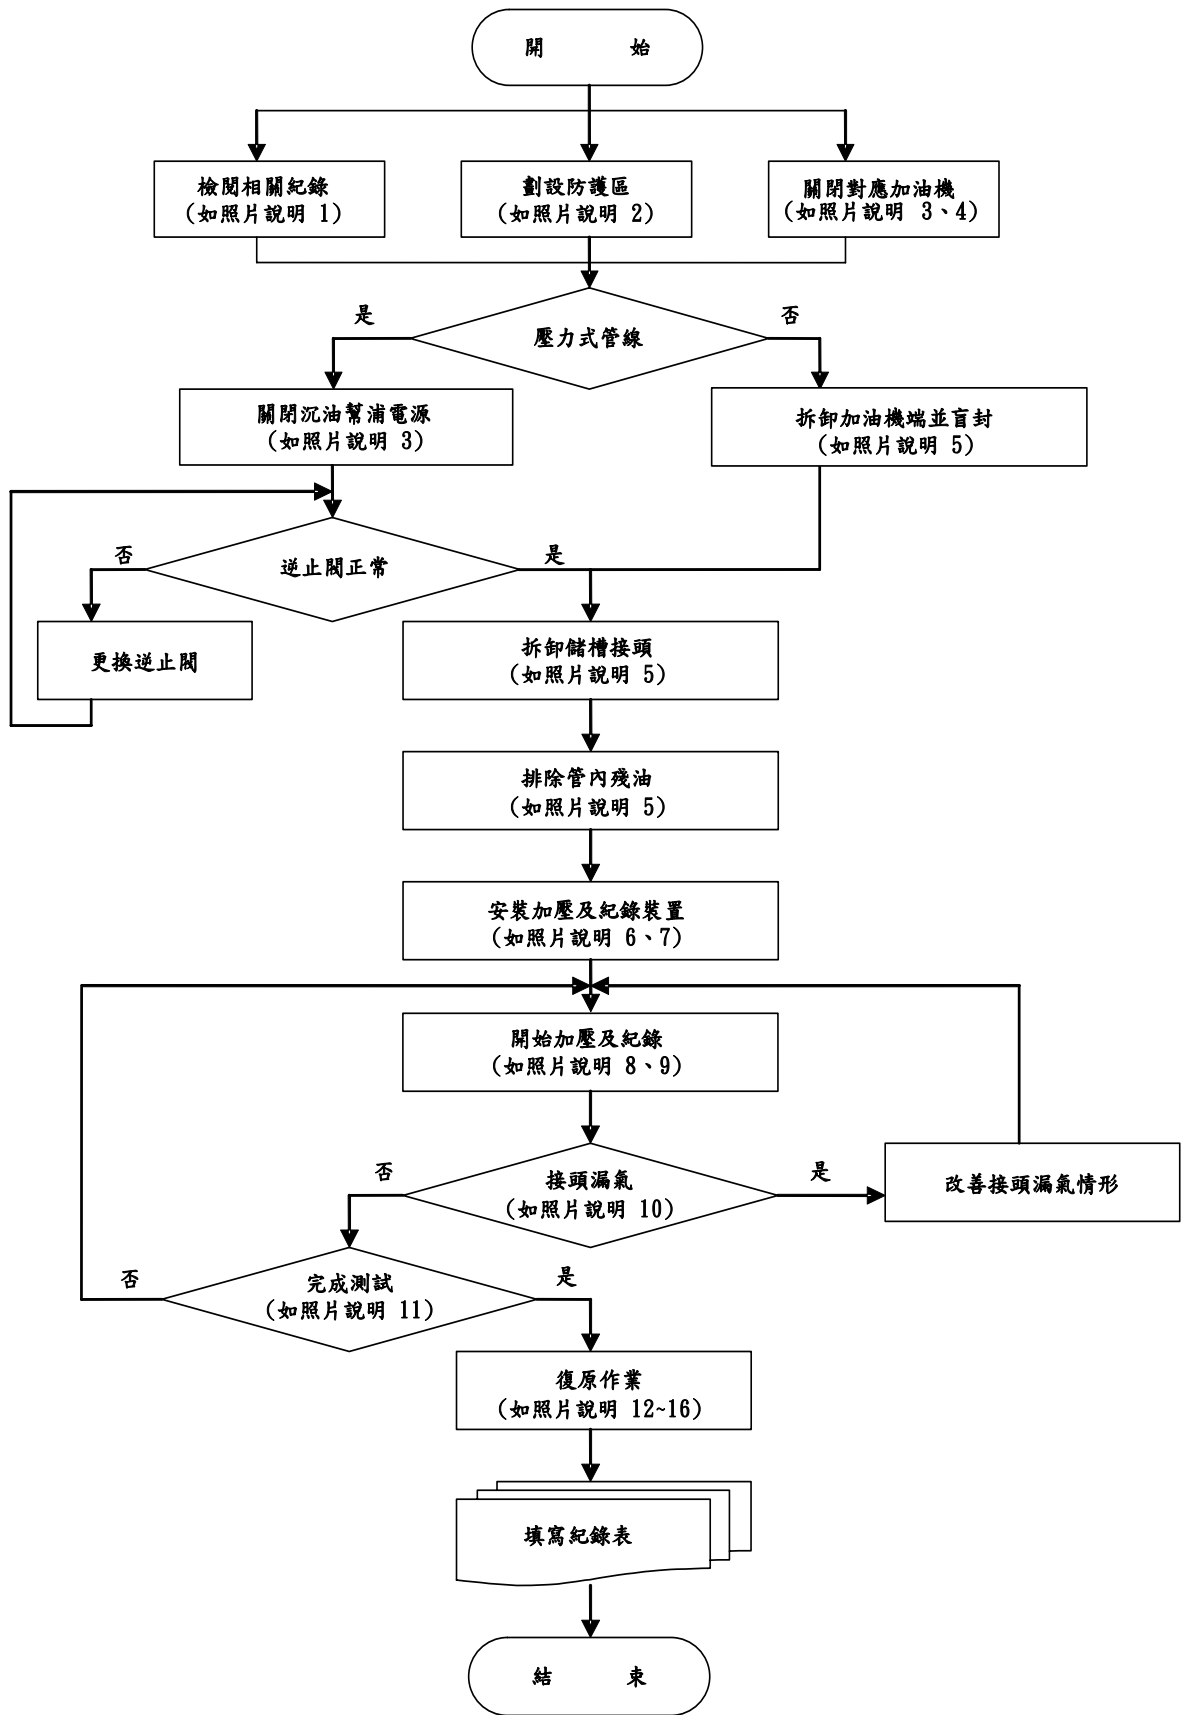 開 始
檢閱相關紀錄
(如照片說明 1)
劃設防護區
(如照片說明 2)
關閉對應加油機
(如照片說明 3、4)
是
否
壓力式管線
關閉沉油幫浦電源
(如照片說明 3)
拆卸加油機端並盲封
(如照片說明 5)
否
是
逆止閥正常
更換逆止閥
拆卸儲槽接頭
(如照片說明 5)
排除管內殘油
(如照片說明 5)
安裝加壓及紀錄裝置
(如照片說明 6、7)
開始加壓及紀錄
(如照片說明 8、9)
否
接頭漏氣
(如照片說明 10)
是
改善接頭漏氣情形
否
完成測試
(如照片說明 11)
是
復原作業
(如照片說明 12~16)
填寫紀錄表
結 束